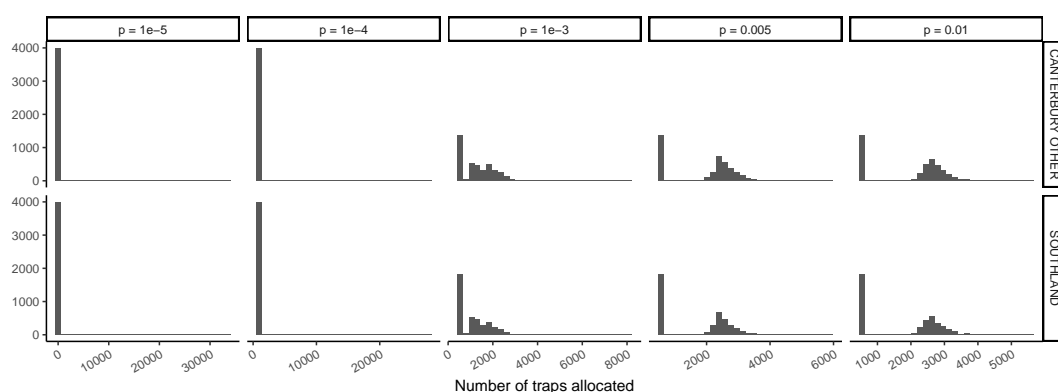 p = 1e−5 p = 1e−4 p = 1e−3 p = 0.005 p = 0.01
4000
3000
2000
1000
0
CANTERBURY OTHER
4000
3000
2000
1000
0
SOUTHLAND
0 10000 20000 30000 0 10000 20000 0 2000 4000 6000 8000 2000 4000 6000 1000 2000 3000 4000 5000
Number of traps allocated